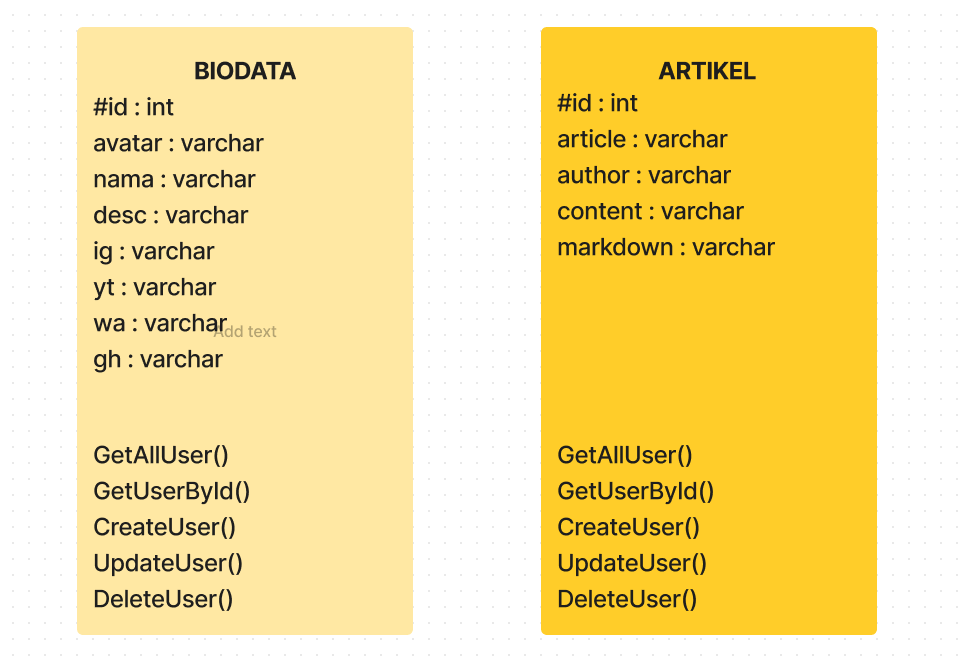 BIODATA
#id : int
avatar : varchar
nama : varchar
desc : varchar
ig : varchar
yt : varchar
wa : varchar
Add text
gh : varchar
GetAllUser()
GetUserById()
CreateUser()
UpdateUser()
DeleteUser()
ARTIKEL
#id : int
article : varchar
author : varchar
content : varchar
markdown : varchar
GetAllUser()
GetUserById()
CreateUser()
UpdateUser()
DeleteUser()